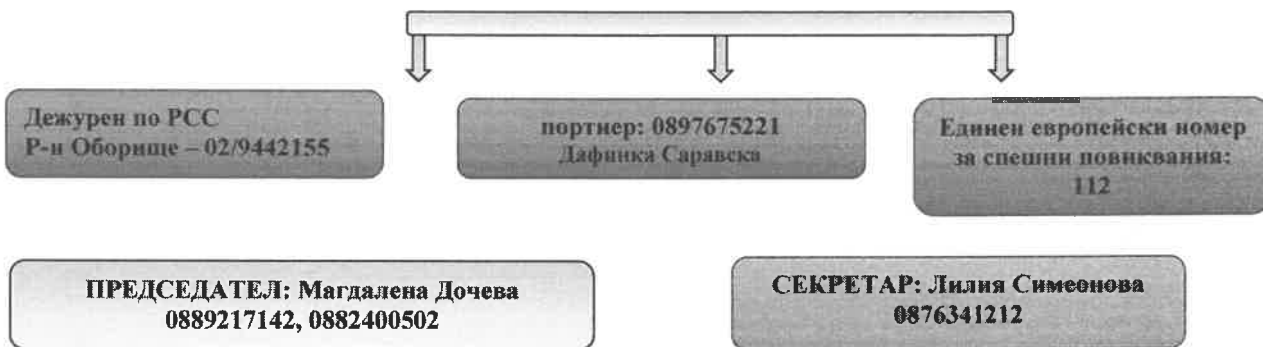 Дежурен по РСС
Р-н Оборище – 02/9442155
портиер: 0897675221
Дафинка Саравска
Единен европейски номер
за спешни повиквания:
112
ПРЕДСЕДАТЕЛ: Магдалена Дочева
0889217142, 0882400502
СЕКРЕТАР: Лилия Симеонова
0876341212